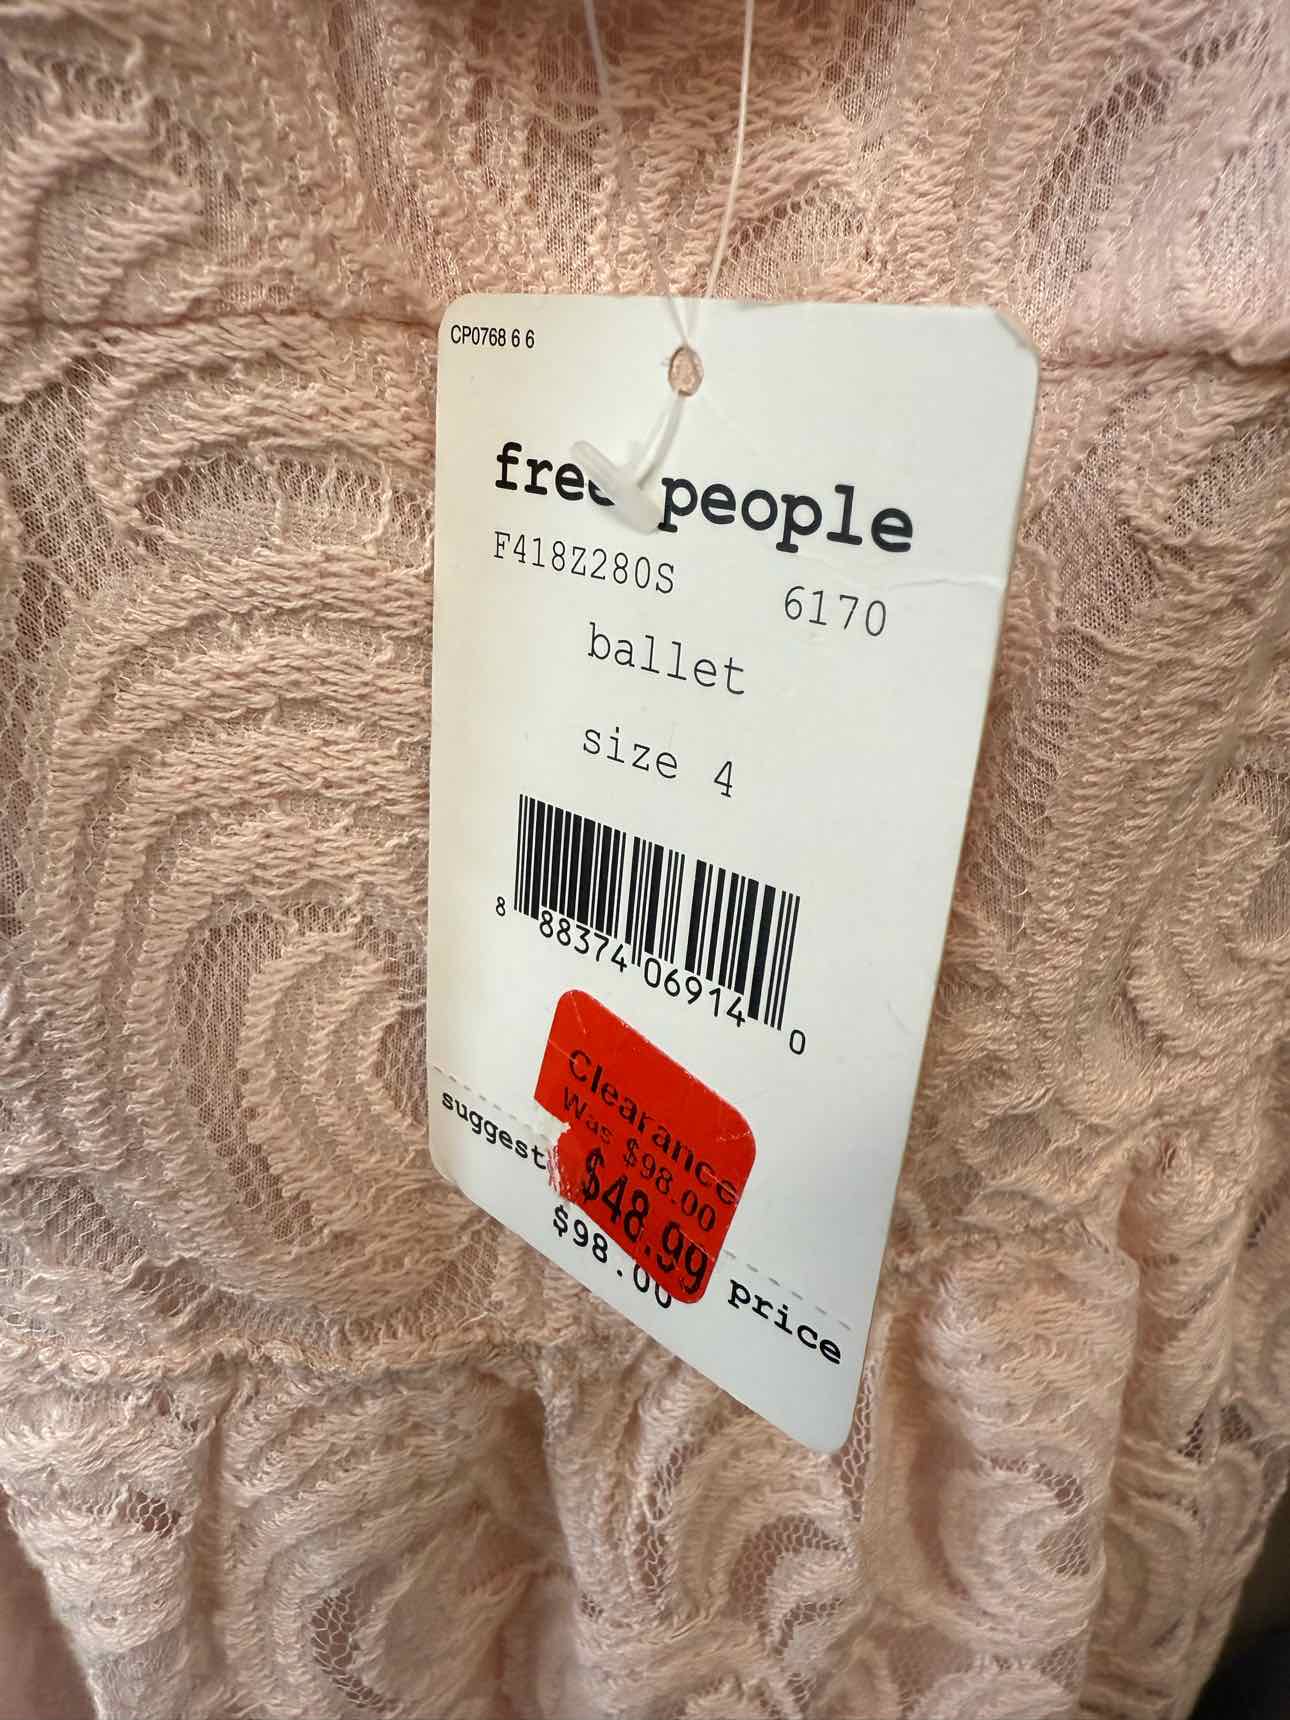 CP0768 6 6
free people
F418Z280S 6170
ballet
size 4
8 88374 06914 0
Clearance
Was $98.00
$48.99
suggest price
$98.00